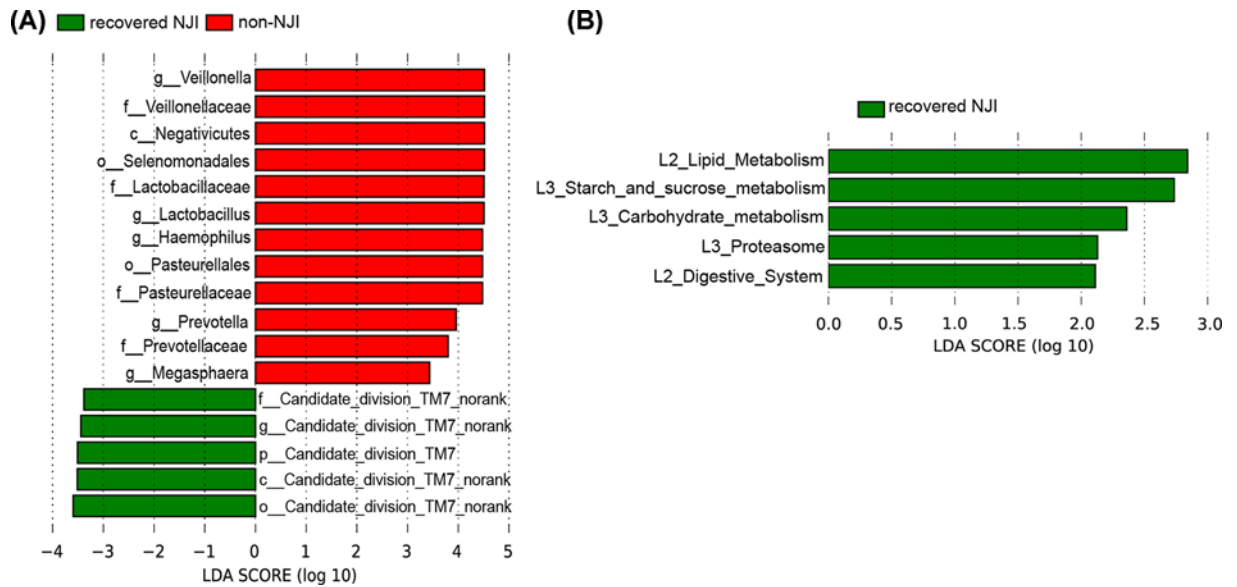 (A) recovered NJI non-NJI
g__Veillonella
f__Veillonellaceae
c__Negativicutes
o__Selenomonadales
f__Lactobacillaceae
g__Lactobacillus
g__Haemophilus
o__Pasteurellales
f__Pasteurellaceae
g__Prevotella
f__Prevotellaceae
g__Megasphaera
f__Candidate_division_TM7_norank
g__Candidate_division_TM7_norank
p__Candidate_division_TM7
c__Candidate_division_TM7_norank
o__Candidate_division_TM7_norank
−4 −3 −2 −1 0 1 2 3 4 5
LDA SCORE (log 10)
(B)
recovered NJI
L2_Lipid_Metabolism
L3_Starch_and_sucrose_metabolism
L3_Carbohydrate_metabolism
L3_Proteasome
L2_Digestive_System
0.0 0.5 1.0 1.5 2.0 2.5 3.0
LDA SCORE (log 10)